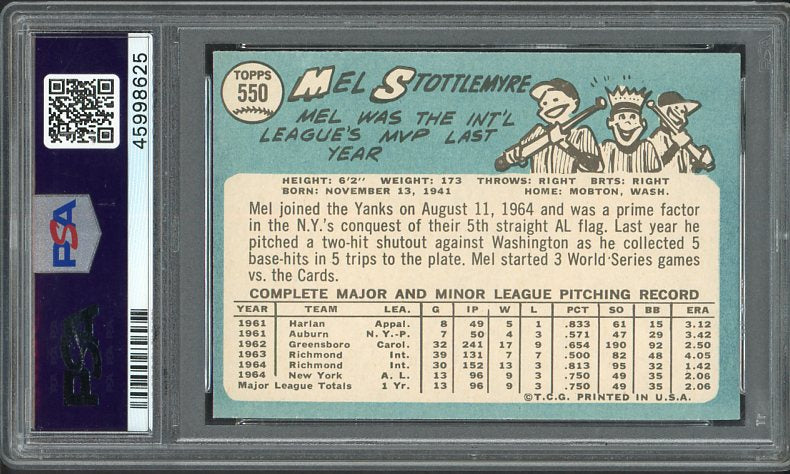 45998625
PSA
PSA
TOPPS
550
MEL STOTTLEMYRE
MEL WAS THE INT'L
LEAGUE'S MVP LAST
YEAR
HEIGHT: 6'2" WEIGHT: 173 THROWS: RIGHT BRTS: RIGHT
BORN: NOVEMBER 13, 1941 HOME: MOBTON, WASH.
Mel joined the Yanks on August 11, 1964 and was a prime factor
in the N.Y.'s conquest of their 5th straight AL flag. Last year he
pitched a two-hit shutout against Washington as he collected 5
base-hits in 5 trips to the plate. Mel started 3 World Series games
vs. the Cards.
COMPLETE MAJOR AND MINOR LEAGUE PITCHING RECORD
YEAR TEAM LEA. G IP W L PCT SO BB ERA
1961 Harlan Appal. 8 49 5 1 .833 61 15 3.12
1961 Auburn N.Y.-P. 7 50 4 3 .571 47 29 3.42
1962 Greensboro Carol. 32 241 17 9 .654 190 92 2.50
1963 Richmond Int. 39 131 7 7 .500 82 48 4.05
1964 Richmond Int. 30 152 13 3 .813 95 32 1.42
1964 New York A. L. 13 96 9 3 .750 49 35 2.06
Major League Totals 1 Yr. 13 96 9 3 .750 49 35 2.06
©T.C.G. PRINTED IN U.S.A.